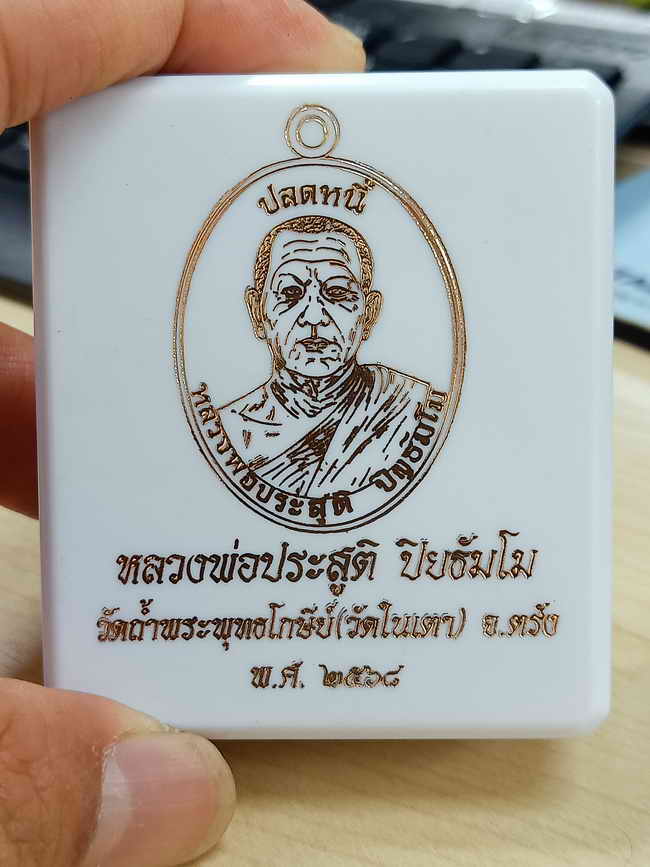 ปลดหนี้
หลวงพ่อประสูติ ปิยธัมโม
หลวงพ่อประสูติ ปิยธัมโม
วัดถ้ำพระพุทธโกษีย์(วัดในเตา) จ.ตรัง
พ.ศ. ๒๕๖๘